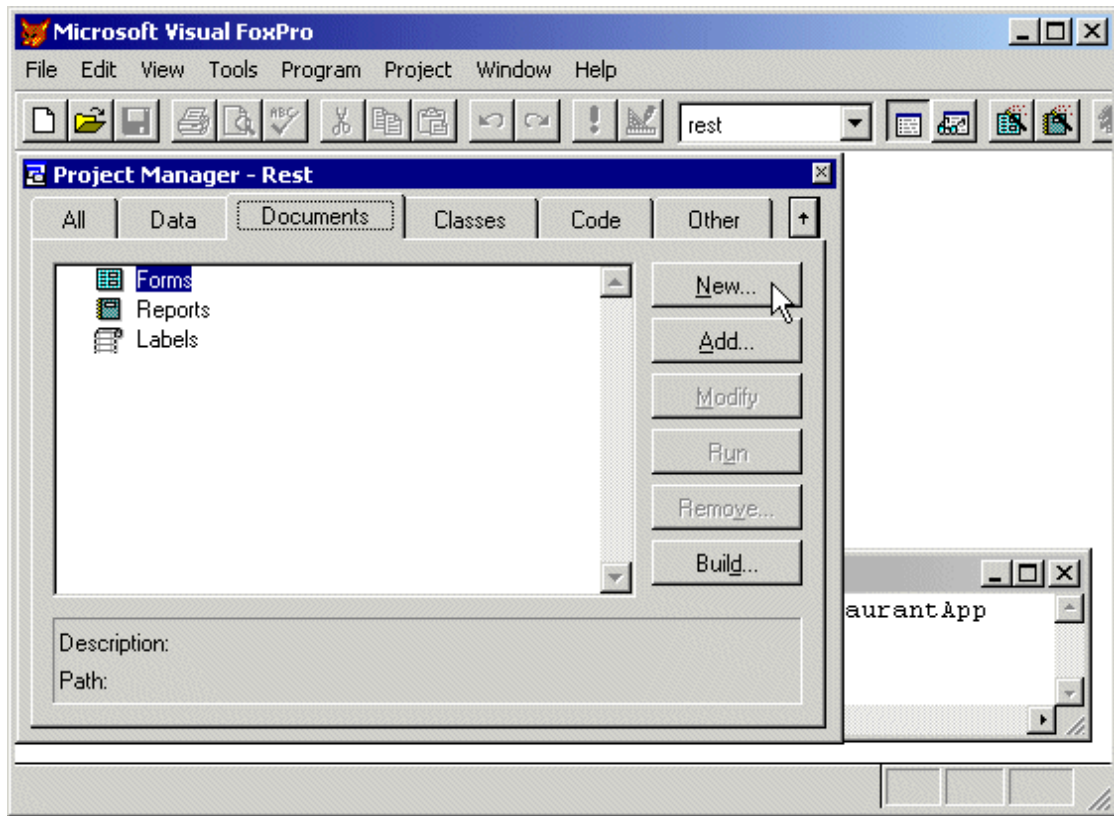 Microsoft Visual FoxPro
File Edit View Tools Program Project Window Help
ABC rest
Project Manager - Rest
All Data Documents Classes Code Other
Forms
Reports
Labels
New...
Add...
Modify
Run
Remove...
Build...
aurantApp
Description:
Path: